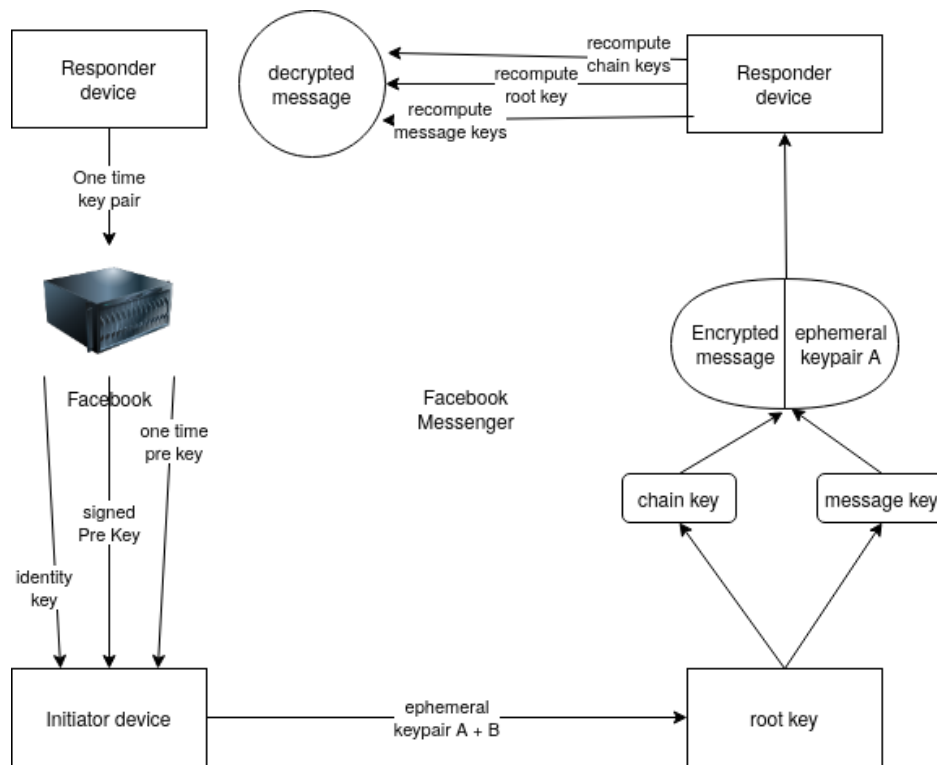 Responder
device
One time
key pair
Facebook
one time
pre key
signed
Pre Key
identity
key
Initiator device
ephemeral
keypair A + B
root key
chain key
message key
Encrypted
message
ephemeral
keypair A
Responder
device
recompute
chain keys
recompute
root key
recompute
message keys
decrypted
message
Facebook
Messenger